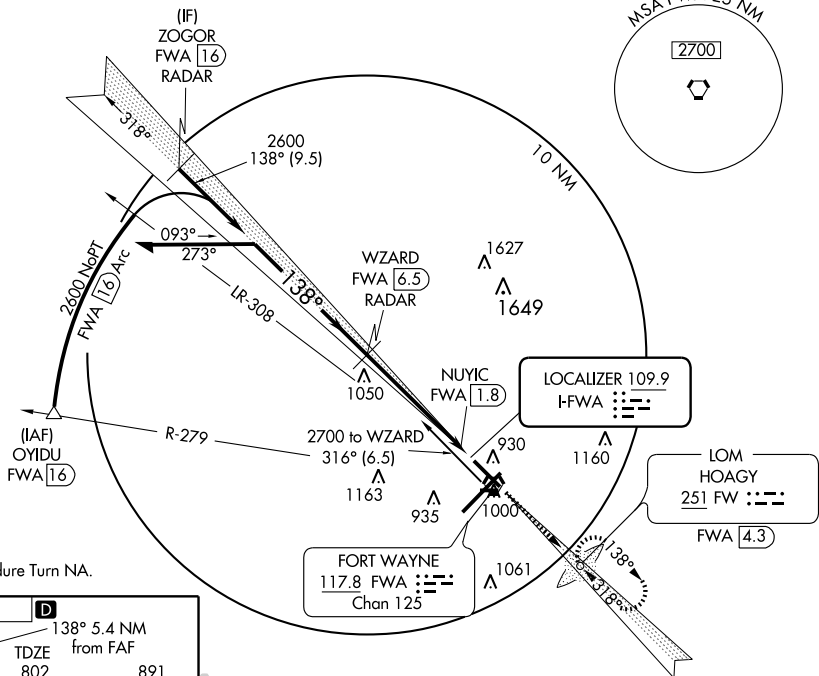 (IF)
ZOGOR
FWA 16
RADAR
MSA FWA 25 NM
2700
318°
2600
138° (9.5)
10 NM
093°
273°
2600 NoPT
FWA 16 Arc
LR-308
138°
WZARD
FWA 6.5
RADAR
1627
1649
1050
NUYIC
FWA 1.8
LOCALIZER 109.9
I-FWA
(IAF)
OYIDU
FWA 16
R-279
2700 to WZARD
316° (6.5)
930
1160
1163
935
1000
LOM
HOAGY
251 FW
FWA 4.3
FORT WAYNE
117.8 FWA
Chan 125
1061
138°
318°
dure Turn NA.
D
138° 5.4 NM
from FAF
TDZE
802
891